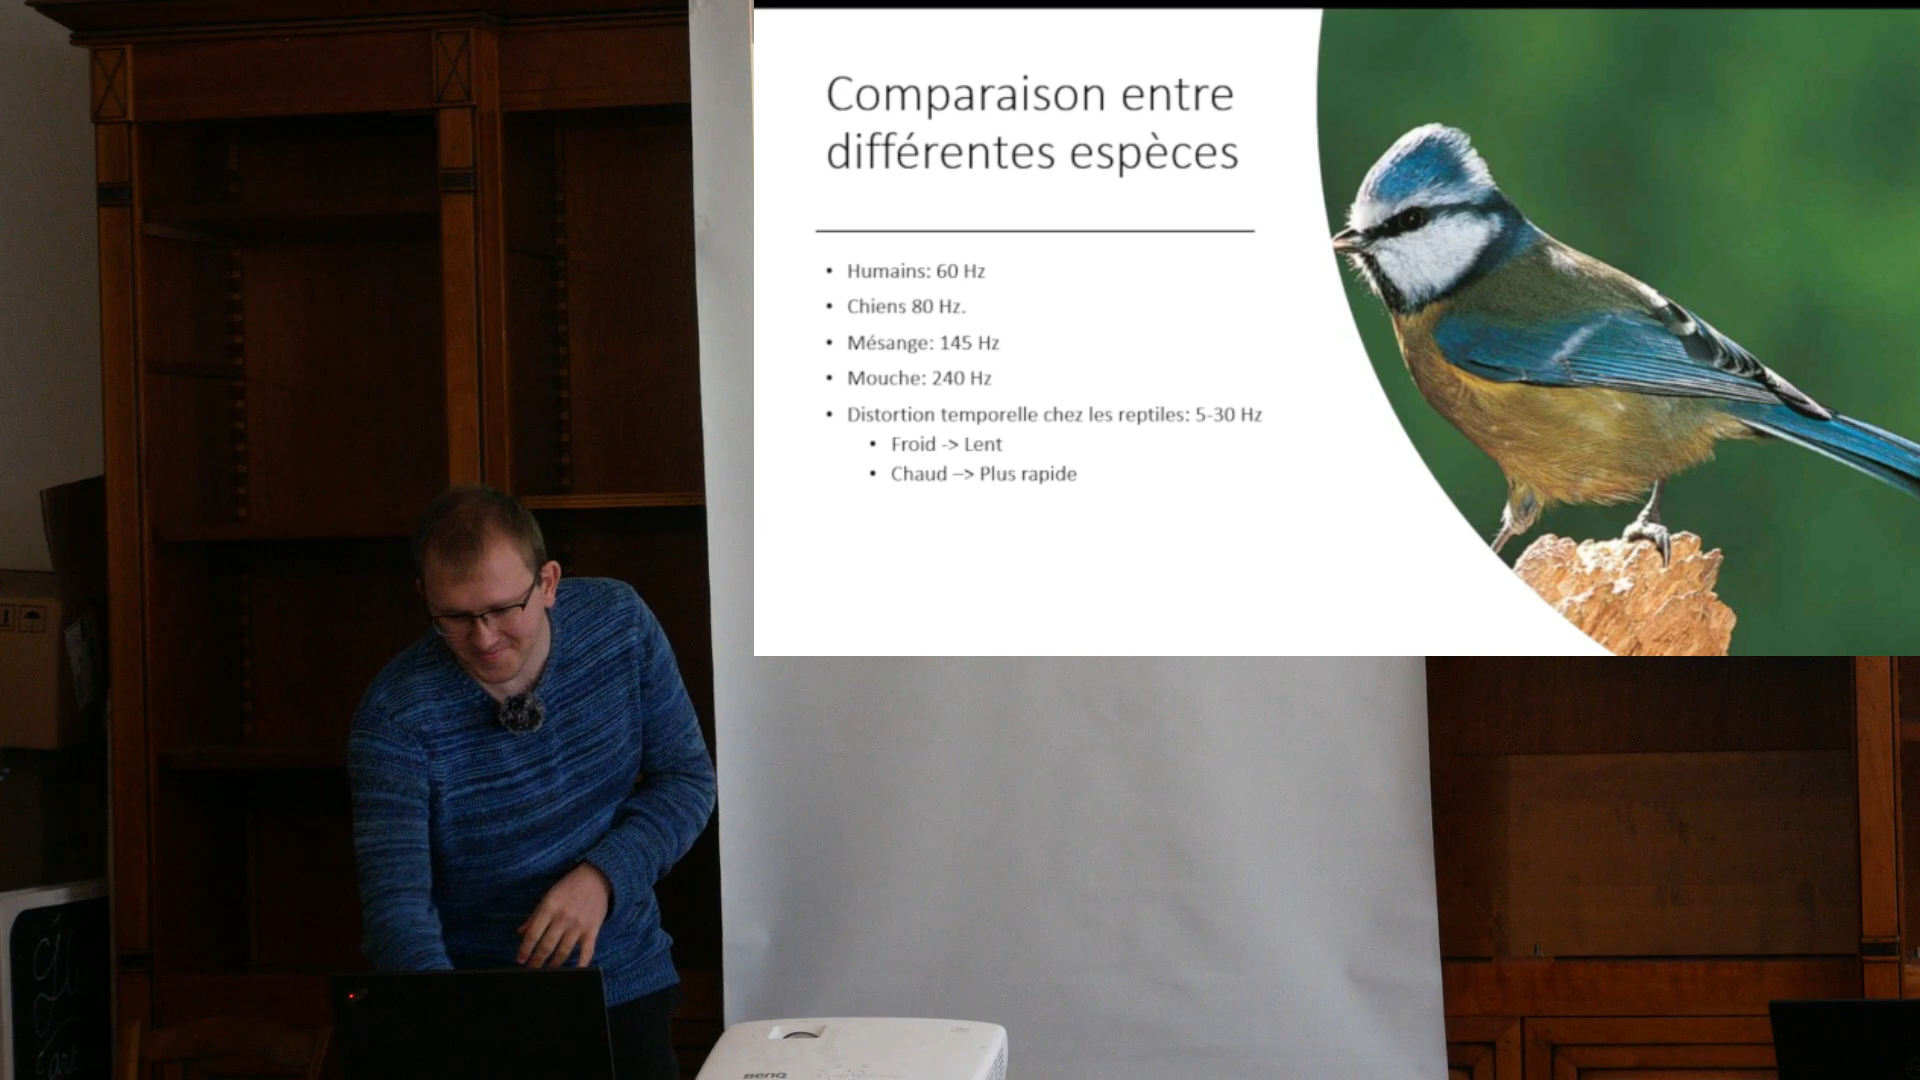 Comparaison entre
différentes espèces
• Humains: 60 Hz
• Chiens 80 Hz.
• Mésange: 145 Hz
• Mouche: 240 Hz
• Distortion temporelle chez les reptiles: 5-30 Hz
• Froid -> Lent
• Chaud –> Plus rapide
BenQ